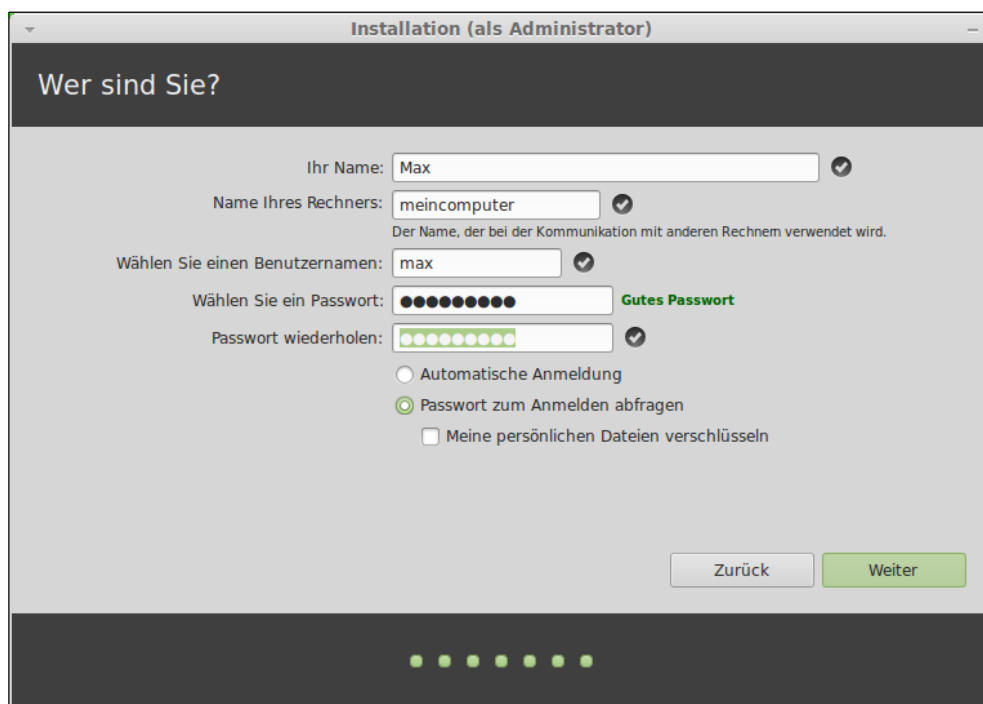 Installation (als Administrator)
Wer sind Sie?
Ihr Name: Max
Name Ihres Rechners: meincomputer
Der Name, der bei der Kommunikation mit anderen Rechnern verwendet wird.
Wählen Sie einen Benutzernamen: max
Wählen Sie ein Passwort: ●●●●●●●●● Gutes Passwort
Passwort wiederholen: ●●●●●●●●●
Automatische Anmeldung
Passwort zum Anmelden abfragen
Meine persönlichen Dateien verschlüsseln
Zurück Weiter